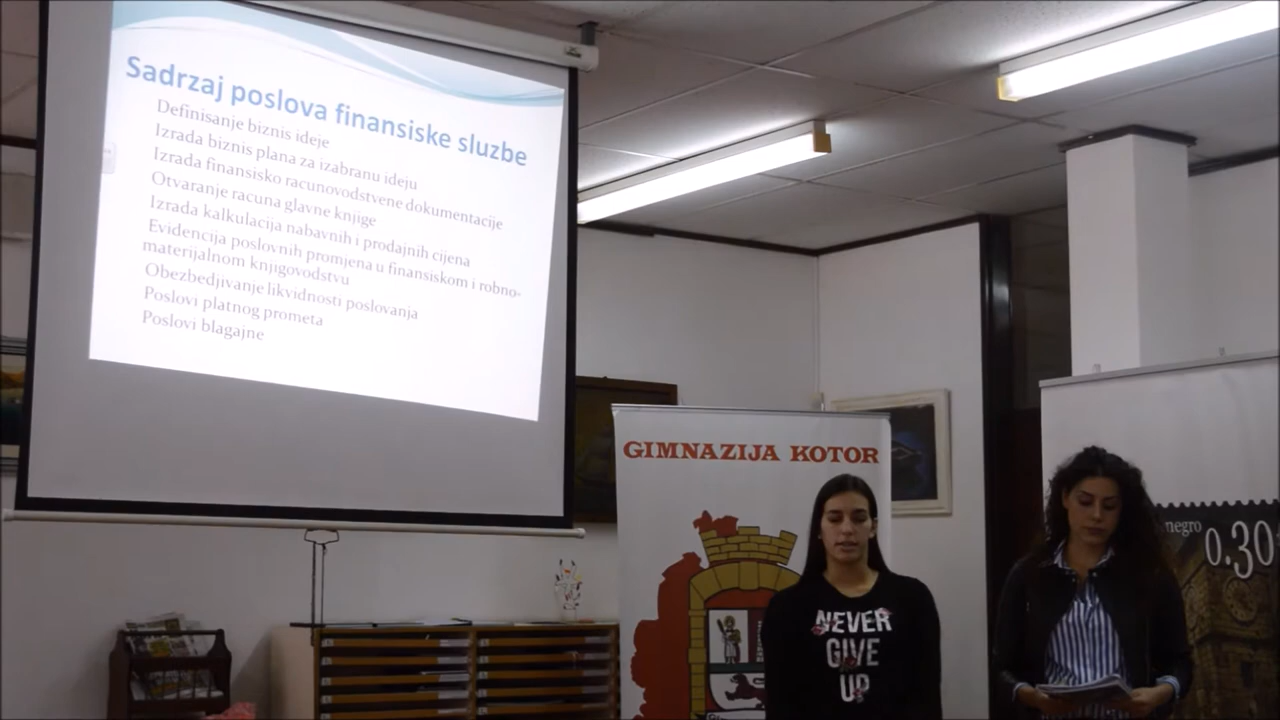 Sadrzaj poslova finansiske sluzbe
Definisanje biznis ideje
Izrada biznis plana za izabranu ideju
Izrada finansisko racunovodstvene dokumentacije
Otvaranje racuna glavne knjige
Izrada kalkulacija nabavnih i prodajnih cijena
Evidencija poslovnih promjena u finansiskom i robno-
materijalnom knjigovodstvu
Obezbedjivanje likvidnosti poslovanja
Poslovi platnog prometa
Poslovi blagajne
GIMNAZIJA KOTOR
NEVER
GIVE
UP
negro
0.30